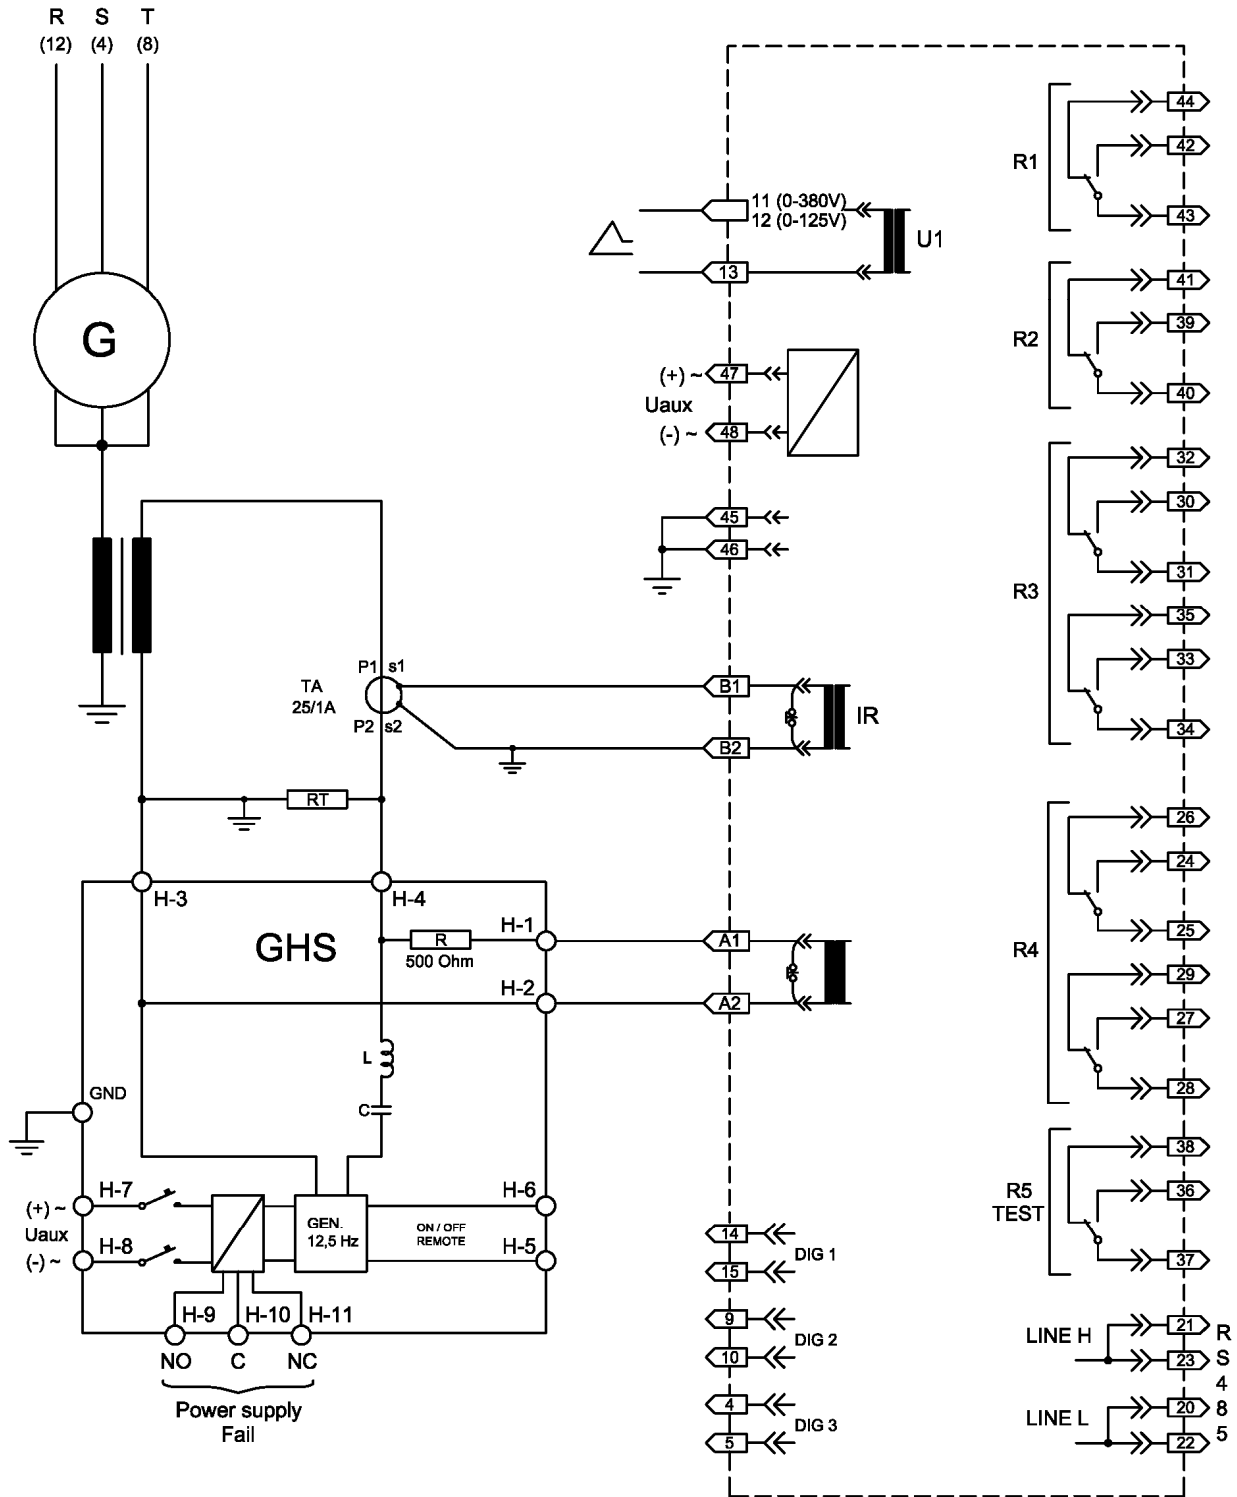 R S T
(12) (4) (8)
G
TA
25/1A
P1 s1
P2 s2
RT
H-3
H-4
GHS
R
500 Ohm
H-1
H-2
L
C
GND
H-7
(+) ~
Uaux
(-) ~
H-8
GEN.
12,5 Hz
ON / OFF
REMOTE
H-6
H-5
H-9
H-10
H-11
NO
C
NC
Power supply
Fail
11 (0-380V)
12 (0-125V)
13
U1
(+) ~
47
Uaux
(-) ~
48
45
46
B1
B2
IR
A1
A2
14
15
DIG 1
9
10
DIG 2
4
5
DIG 3
R1
44
42
43
R2
41
39
40
R3
32
30
31
35
33
34
R4
26
24
25
29
27
28
R5
TEST
38
36
37
LINE H
21
23
LINE L
20
22
R
S
4
8
5